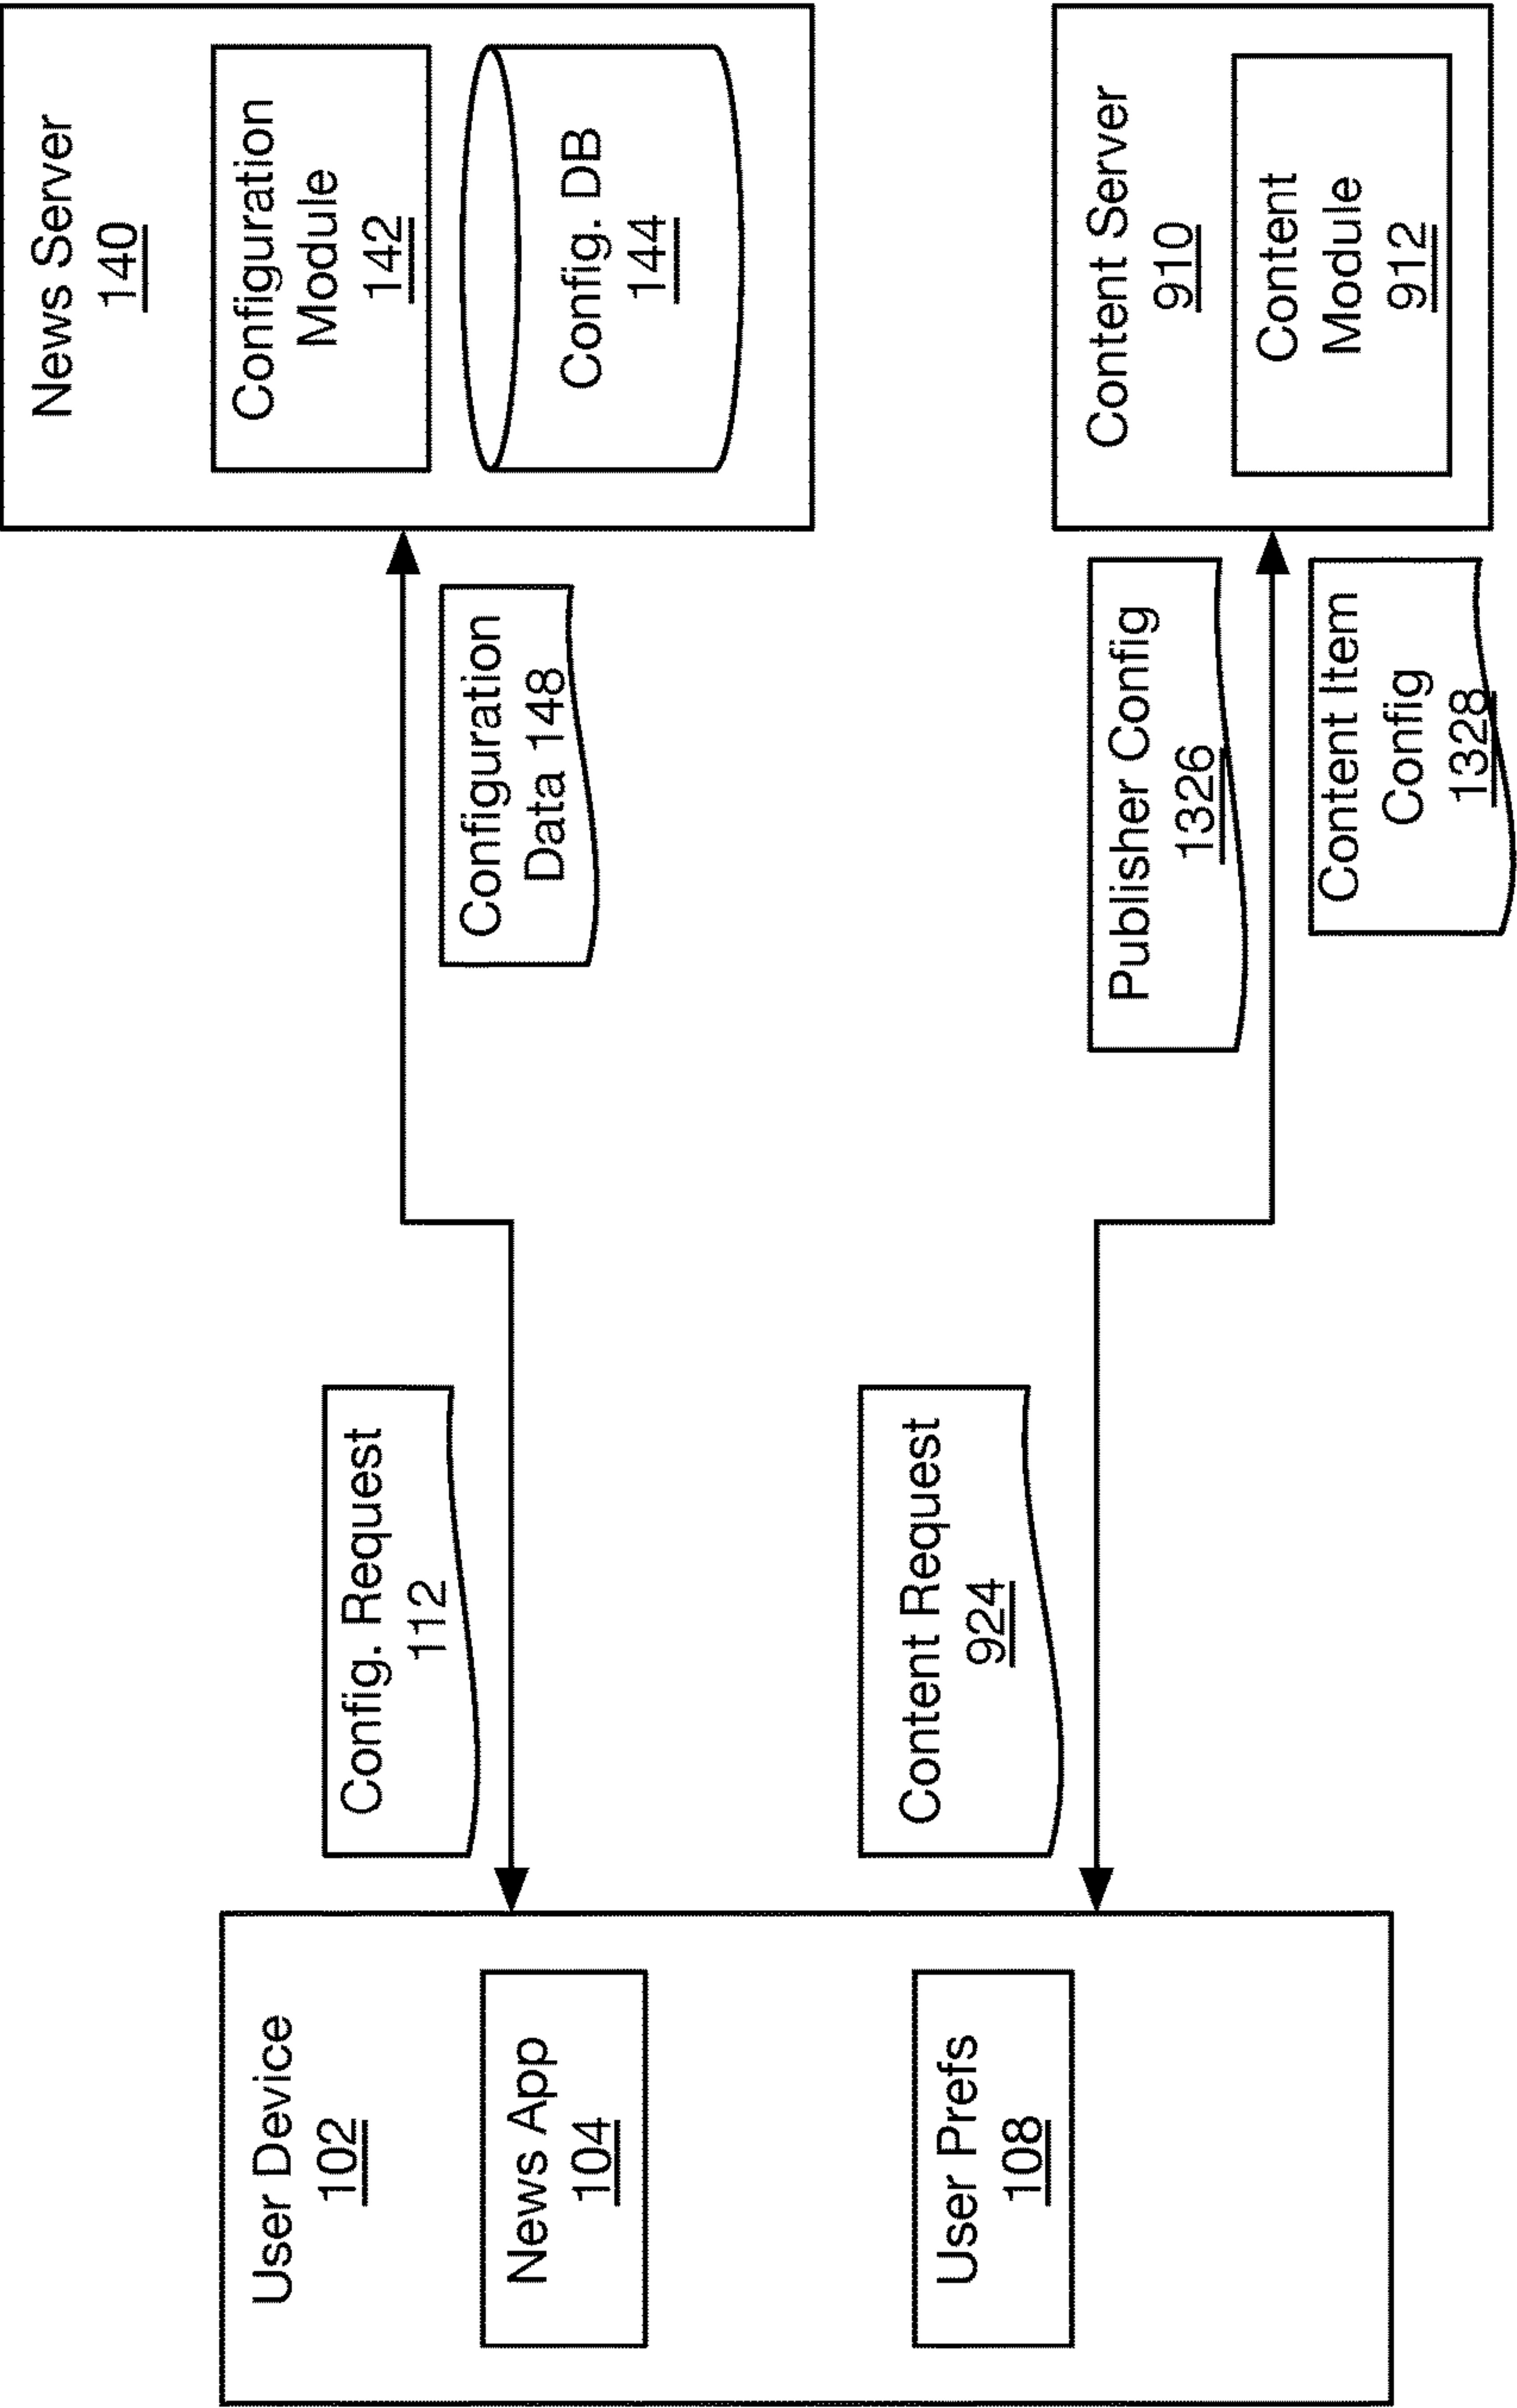 User Device
102
News App
104
User Prefs
108
Config. Request
112
Content Request
924
Configuration
Data 148
Publisher Config
1326
Content Item
Config
1328
News Server
140
Configuration
Module
142
Config. DB
144
Content Server
910
Content
Module
912